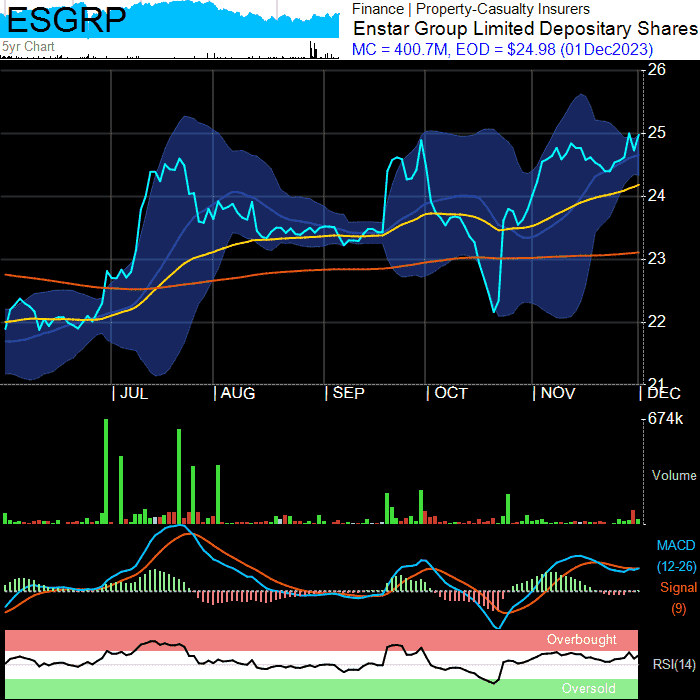 ESGRP
5yr Chart
Finance | Property-Casualty Insurers
Enstar Group Limited Depositary Shares
MC = 400.7M, EOD = $24.98 (01Dec2023)
26
25
24
23
22
21
JUL
AUG
SEP
OCT
NOV
DEC
674k
Volume
MACD
(12-26)
Signal
(9)
Overbought
RSI(14)
Oversold